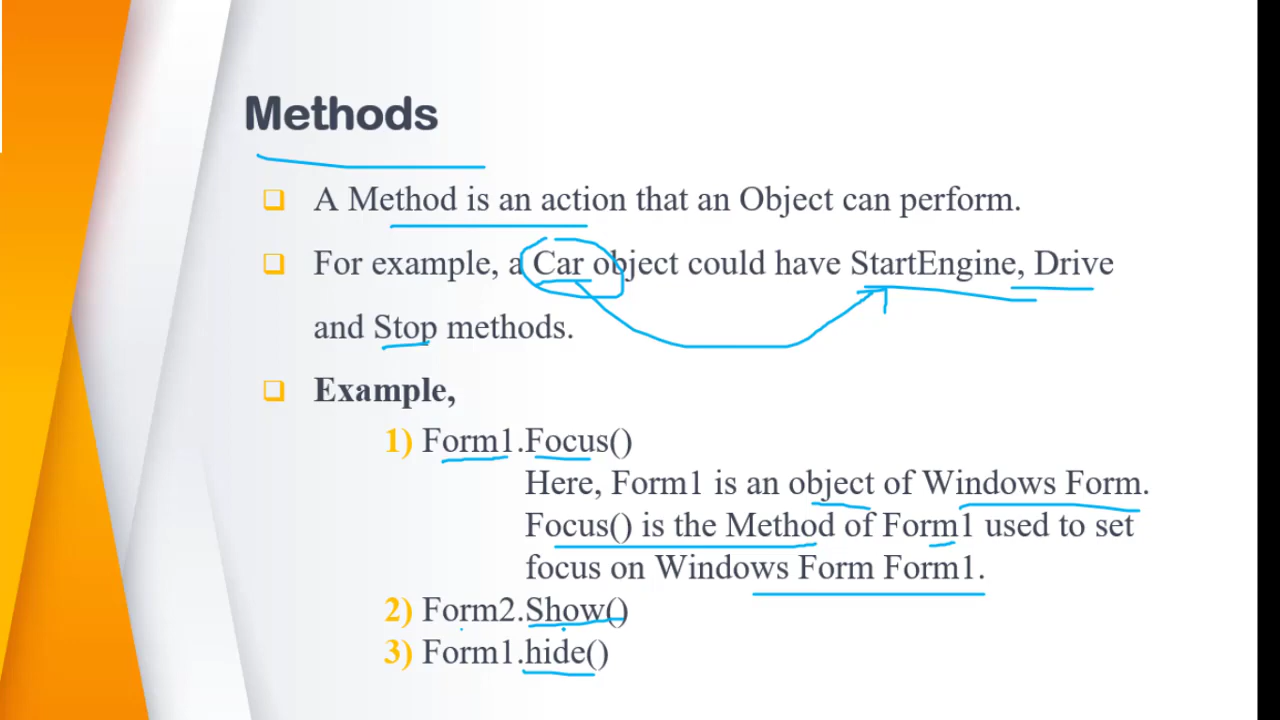 Methods
❑ A Method is an action that an Object can perform.
❑ For example, a Car object could have StartEngine, Drive
and Stop methods.
❑ Example,
1) Form1.Focus()
Here, Form1 is an object of Windows Form.
Focus() is the Method of Form1 used to set
focus on Windows Form Form1.
2) Form2.Show()
3) Form1.hide()